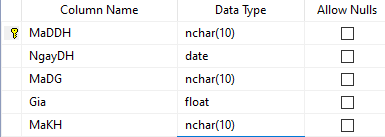 Column Name Data Type Allow Nulls
MaDDH nchar(10)
NgayDH date
MaDG nchar(10)
Gia float
MaKH nchar(10)